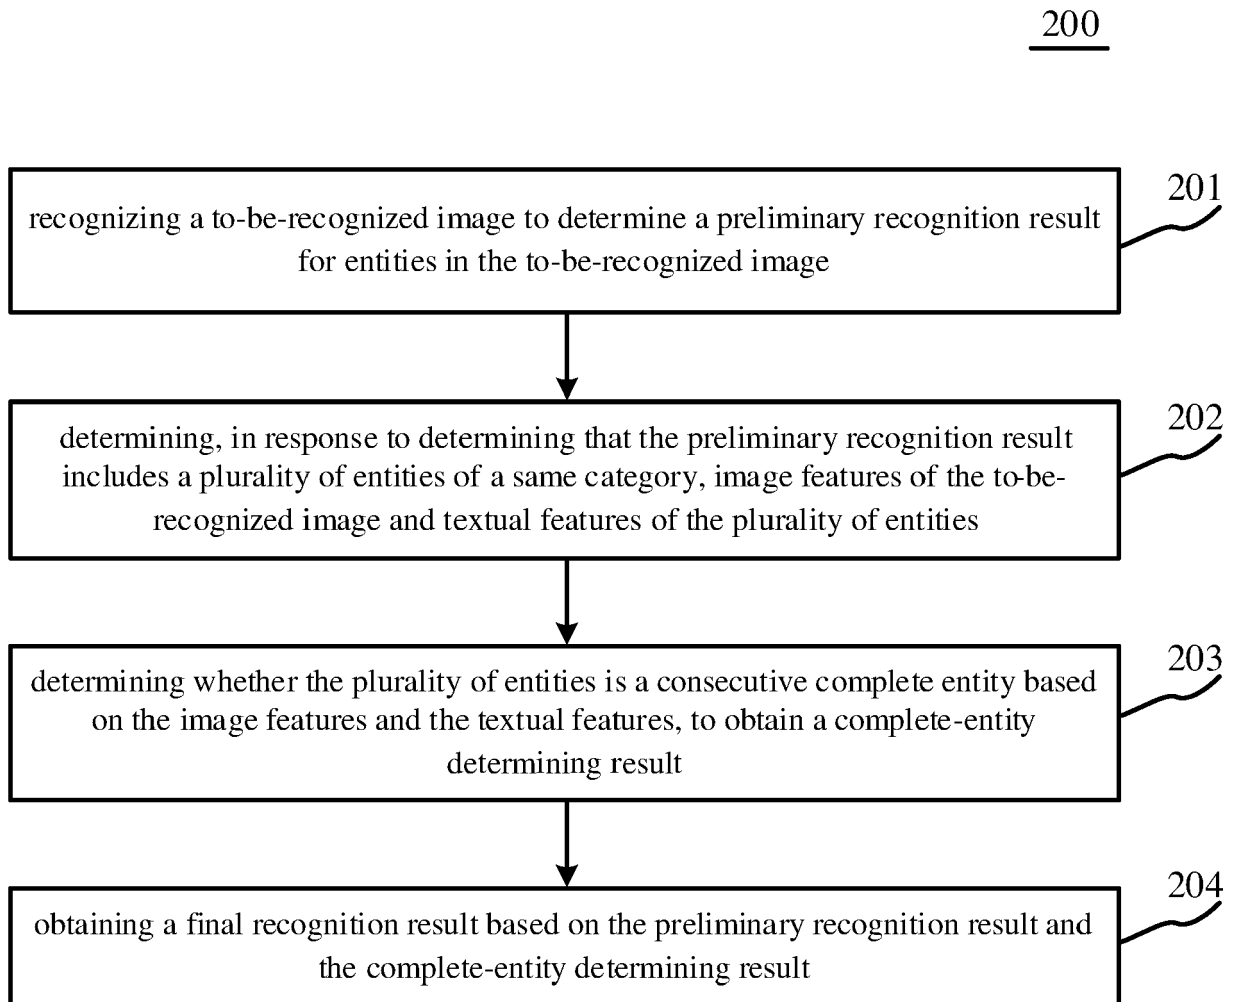 200
201
recognizing a to-be-recognized image to determine a preliminary recognition result
for entities in the to-be-recognized image
202
determining, in response to determining that the preliminary recognition result
includes a plurality of entities of a same category, image features of the to-be-
recognized image and textual features of the plurality of entities
203
determining whether the plurality of entities is a consecutive complete entity based
on the image features and the textual features, to obtain a complete-entity
determining result
204
obtaining a final recognition result based on the preliminary recognition result and
the complete-entity determining result